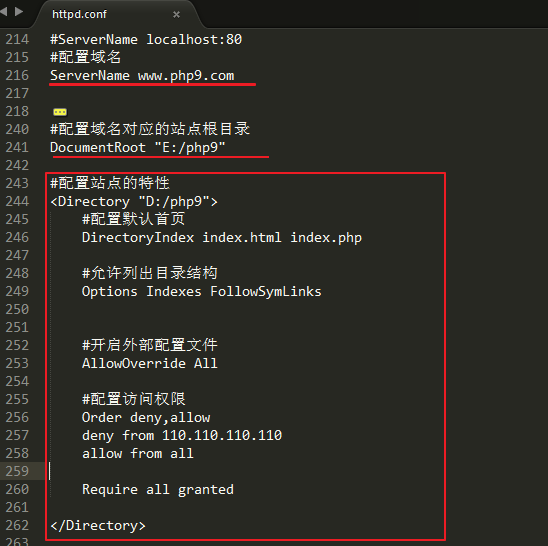 httpd.conf ×
214 #ServerName localhost:80
215 #配置域名
216 ServerName www.php9.com
217
218
240 #配置域名对应的站点根目录
241 DocumentRoot "E:/php9"
242
243 #配置站点的特性
244 <Directory "D:/php9">
245 #配置默认首页
246 DirectoryIndex index.html index.php
247
248 #允许列出目录结构
249 Options Indexes FollowSymLinks
250
251
252 #开启外部配置文件
253 AllowOverride All
254
255 #配置访问权限
256 Order deny,allow
257 deny from 110.110.110.110
258 allow from all
259
260 Require all granted
261
262 </Directory>
263